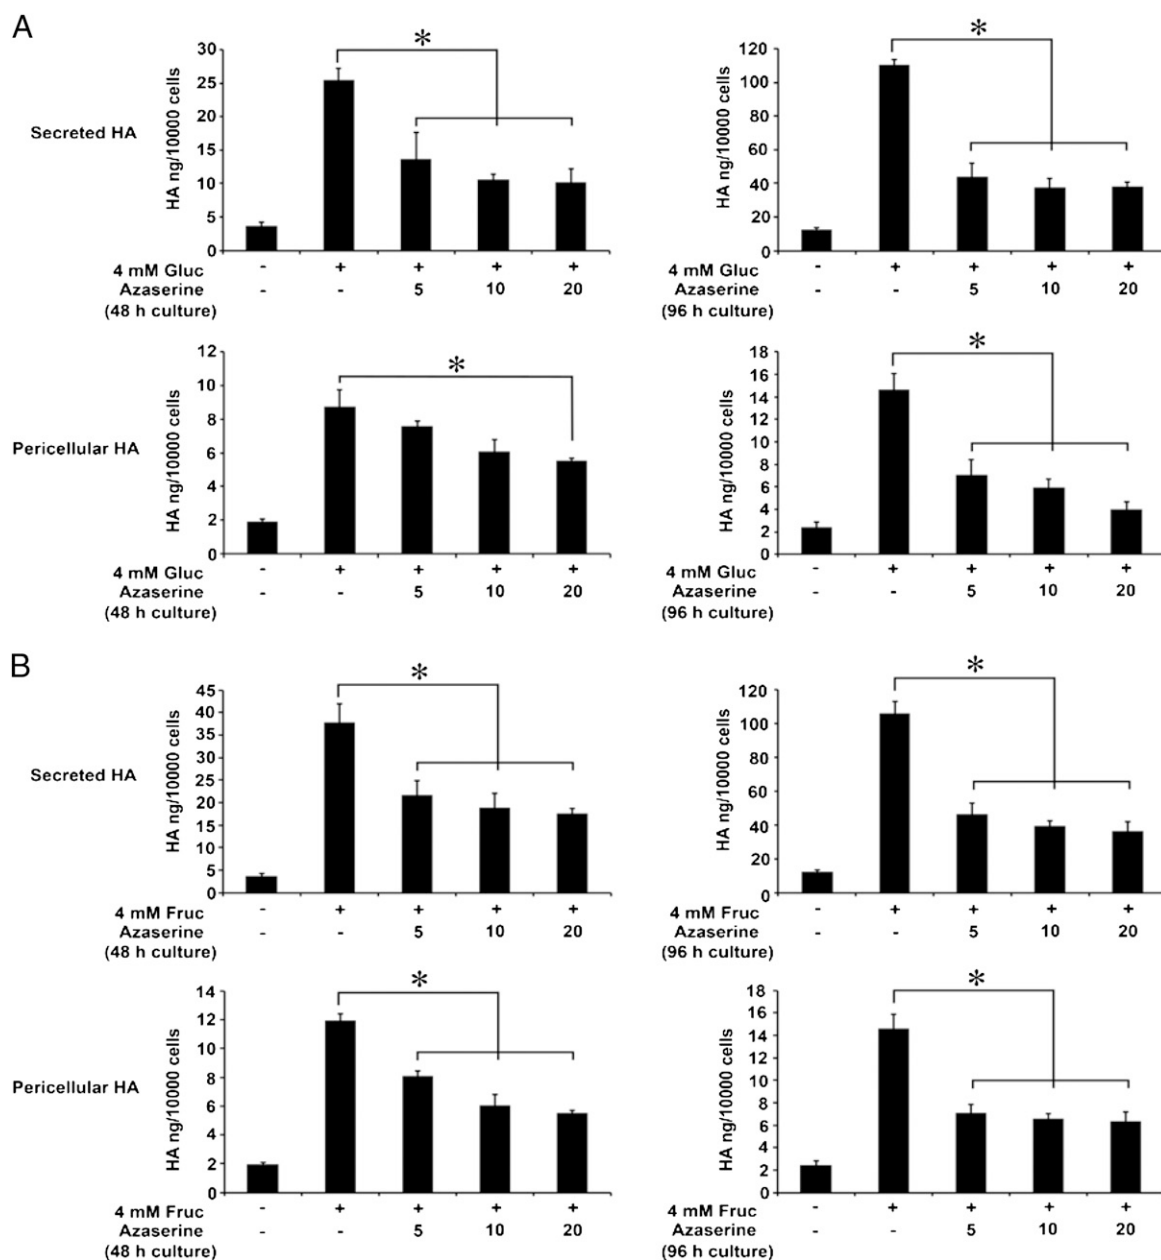 A
Secreted HA
HA ng/10000 cells
30
25
20
15
10
5
0
*
4 mM Gluc - + + + +
Azaserine - - 5 10 20
(48 h culture)
HA ng/10000 cells
120
100
80
60
40
20
0
*
4 mM Gluc - + + + +
Azaserine - - 5 10 20
(96 h culture)
Pericellular HA
HA ng/10000 cells
12
10
8
6
4
2
0
*
4 mM Gluc - + + + +
Azaserine - - 5 10 20
(48 h culture)
HA ng/10000 cells
18
16
14
12
10
8
6
4
2
0
*
4 mM Gluc - + + + +
Azaserine - - 5 10 20
(96 h culture)
B
Secreted HA
HA ng/10000 cells
45
40
35
30
25
20
15
10
5
0
*
4 mM Fruc - + + + +
Azaserine - - 5 10 20
(48 h culture)
HA ng/10000 cells
120
100
80
60
40
20
0
*
4 mM Fruc - + + + +
Azaserine - - 5 10 20
(96 h culture)
Pericellular HA
HA ng/10000 cells
14
12
10
8
6
4
2
0
*
4 mM Fruc - + + + +
Azaserine - - 5 10 20
(48 h culture)
HA ng/10000 cells
18
16
14
12
10
8
6
4
2
0
*
4 mM Fruc - + + + +
Azaserine - - 5 10 20
(96 h culture)